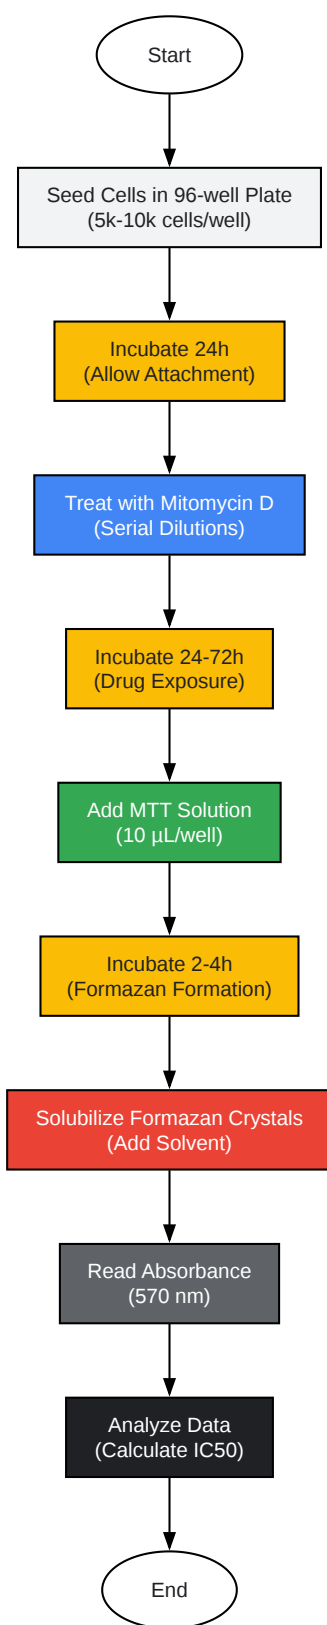 Start
Seed Cells in 96-well Plate
(5k-10k cells/well)
Incubate 24h
(Allow Attachment)
Treat with Mitomycin D
(Serial Dilutions)
Incubate 24-72h
(Drug Exposure)
Add MTT Solution
(10 µL/well)
Incubate 2-4h
(Formazan Formation)
Solubilize Formazan Crystals
(Add Solvent)
Read Absorbance
(570 nm)
Analyze Data
(Calculate IC50)
End